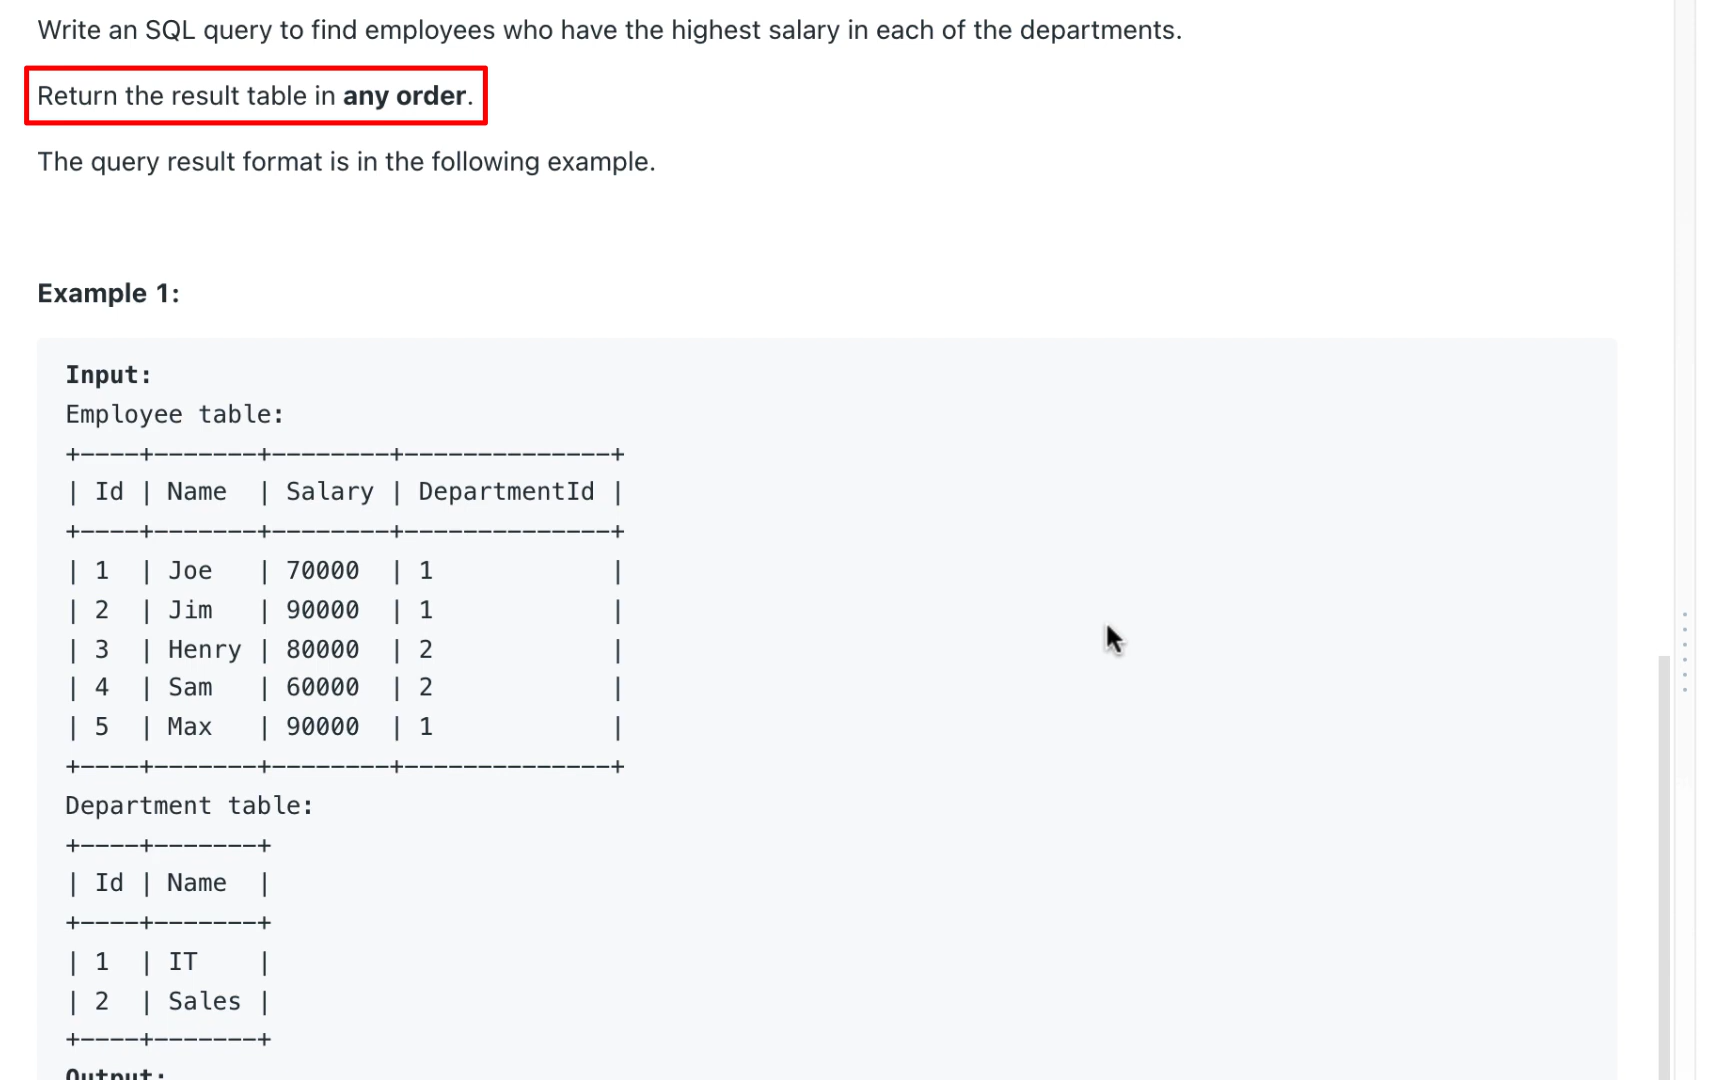 Write an SQL query to find employees who have the highest salary in each of the departments.
Return the result table in any order.
The query result format is in the following example.
Example 1:
Input:
Employee table:
+----+-------+--------+--------------+
| Id | Name  | Salary | DepartmentId |
+----+-------+--------+--------------+
| 1  | Joe   | 70000  | 1            |
| 2  | Jim   | 90000  | 1            |
| 3  | Henry | 80000  | 2            |
| 4  | Sam   | 60000  | 2            |
| 5  | Max   | 90000  | 1            |
+----+-------+--------+--------------+
Department table:
+----+-------+
| Id | Name  |
+----+-------+
| 1  | IT    |
| 2  | Sales |
+----+-------+
Output: